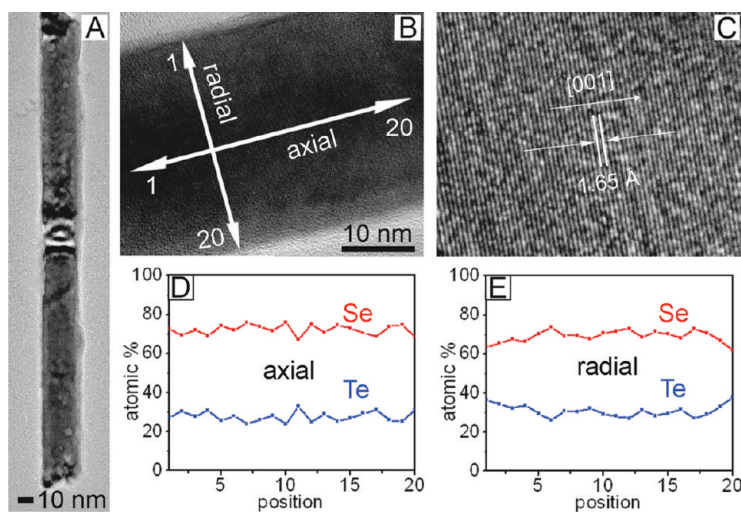 A
10 nm
B
1
radial
axial
20
1
20
10 nm
C
[001]
1.65 Å
D
100
80
60
40
20
0
atomic %
Se
axial
Te
5
10
15
20
position
E
100
80
60
40
20
0
atomic %
Se
radial
Te
5
10
15
20
position